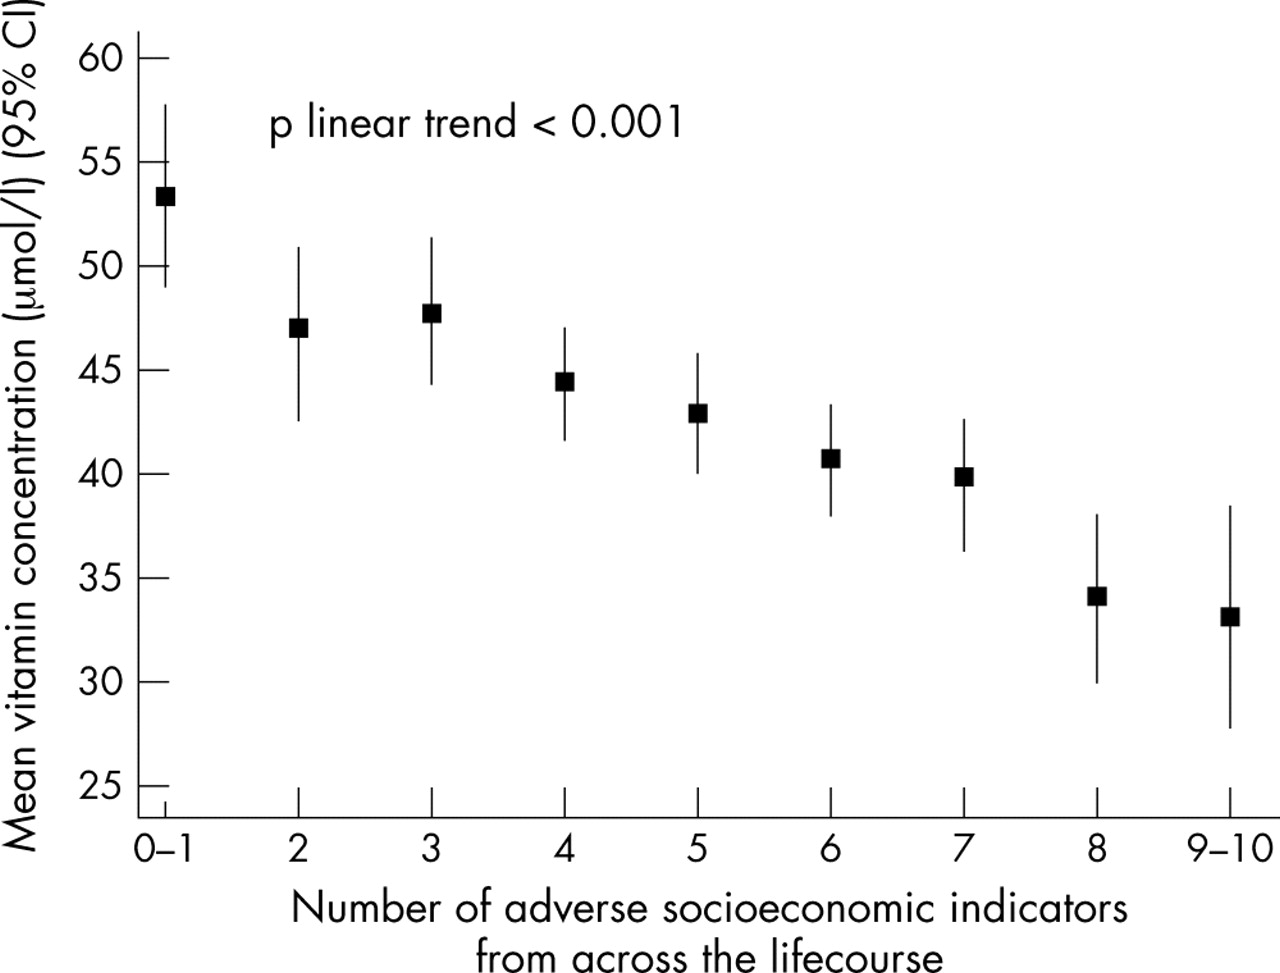 Mean vitamin concentration (μmol/l) (95% CI)
60
55
50
45
40
35
30
25
p linear trend < 0.001
0–1 2 3 4 5 6 7 8 9–10
Number of adverse socioeconomic indicators
from across the lifecourse